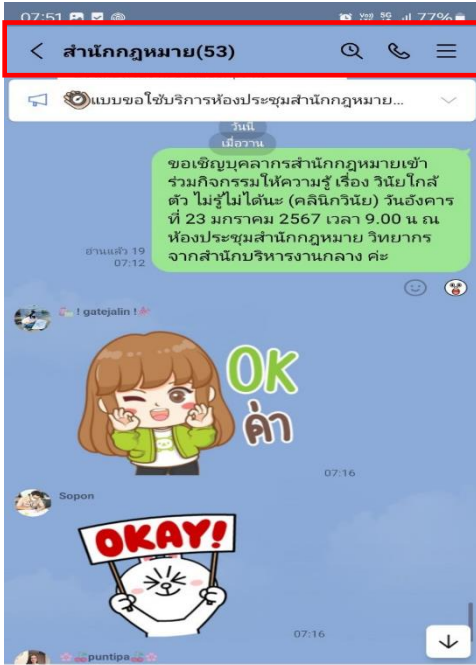 07:51 77%
สำนักกฎหมาย(53)
แบบขอใช้บริการห้องประชุมสำนักกฎหมาย...
วันนี้
เมื่อวาน
ขอเชิญบุคลากรสำนักกฎหมายเข้า
ร่วมกิจกรรมให้ความรู้ เรื่อง วินัยใกล้
ตัว ไม่รู้ไม่ได้นะ (คลินิกวินัย) วันอังคาร
ที่ 23 มกราคม 2567 เวลา 9.00 น ณ
ห้องประชุมสำนักกฎหมาย วิทยากร
จากสำนักบริหารงานกลาง ค่ะ
อ่านแล้ว 19
07:12
! gatejalin !
OK
ค่า
07:16
Sopon
OKAY!
07:16
puntipa